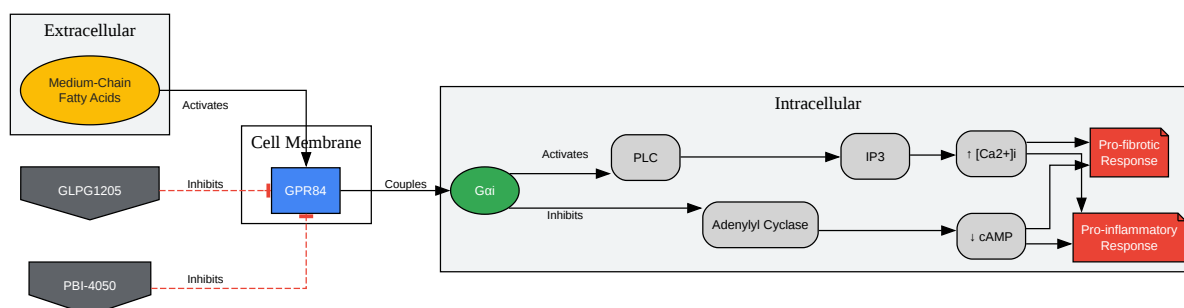 Extracellular
Medium-Chain
Fatty Acids
Activates
Cell Membrane
GLPG1205
Inhibits
GPR84
Couples
PBI-4050
Inhibits
Intracellular
Gαi
Activates
PLC
IP3
↑ [Ca2+]i
Pro-fibrotic
Response
Inhibits
Adenylyl Cyclase
↓ cAMP
Pro-inflammatory
Response